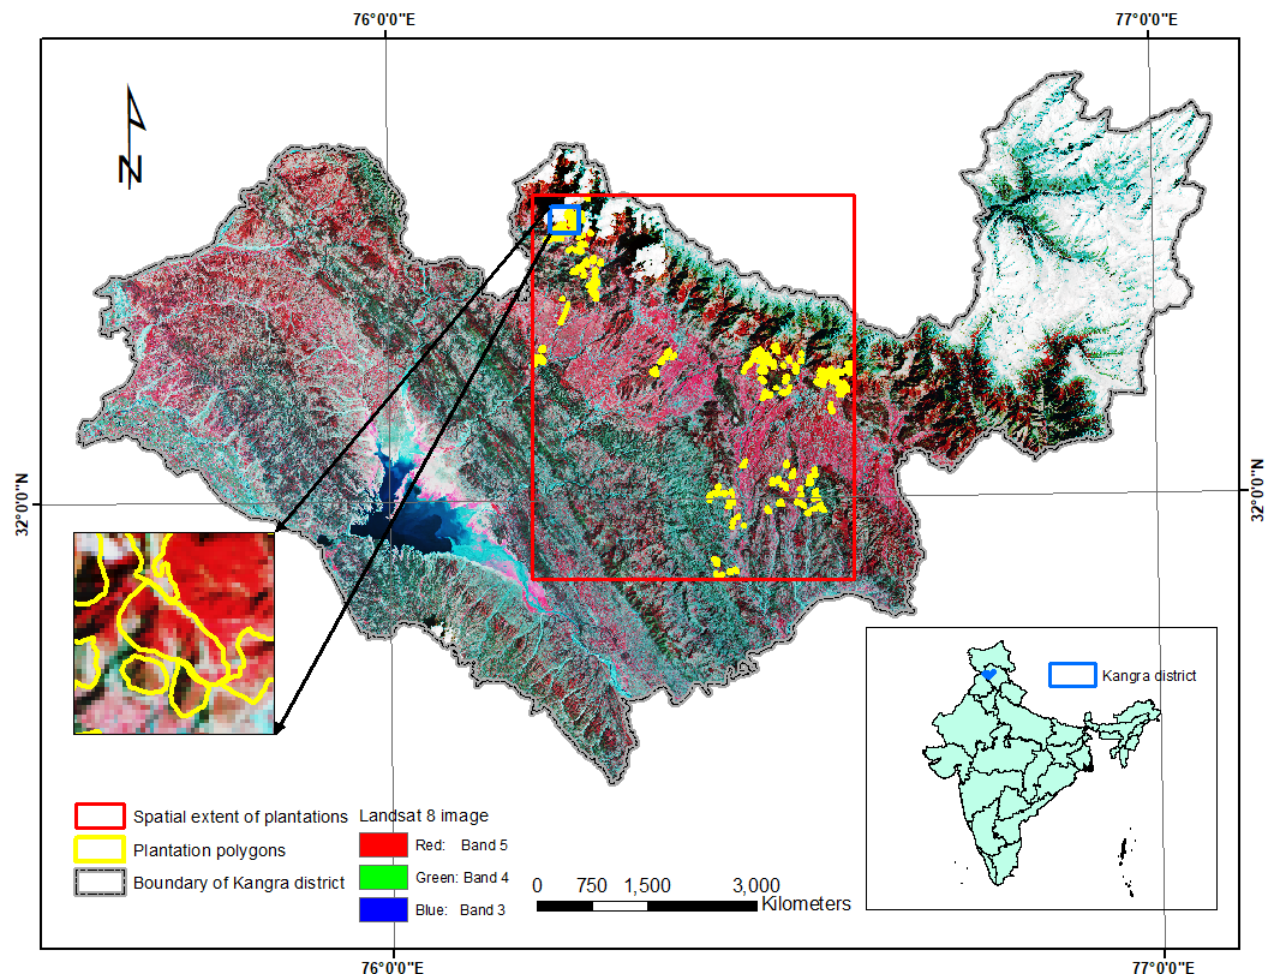 76°0'0"E
77°0'0"E
N
32°0'0"N
32°0'0"N
Kangra district
Spatial extent of plantations
Plantation polygons
Boundary of Kangra district
Landsat 8 image
Red: Band 5
Green: Band 4
Blue: Band 3
0 750 1,500 3,000
Kilometers
76°0'0"E
77°0'0"E